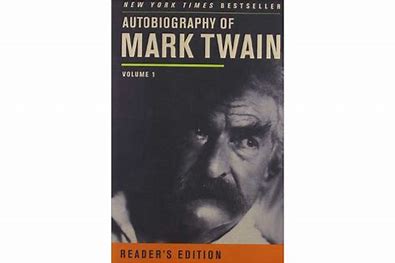 NEW YORK TIMES BESTSELLER
AUTOBIOGRAPHY OF
MARK TWAIN
VOLUME 1
READER'S EDITION